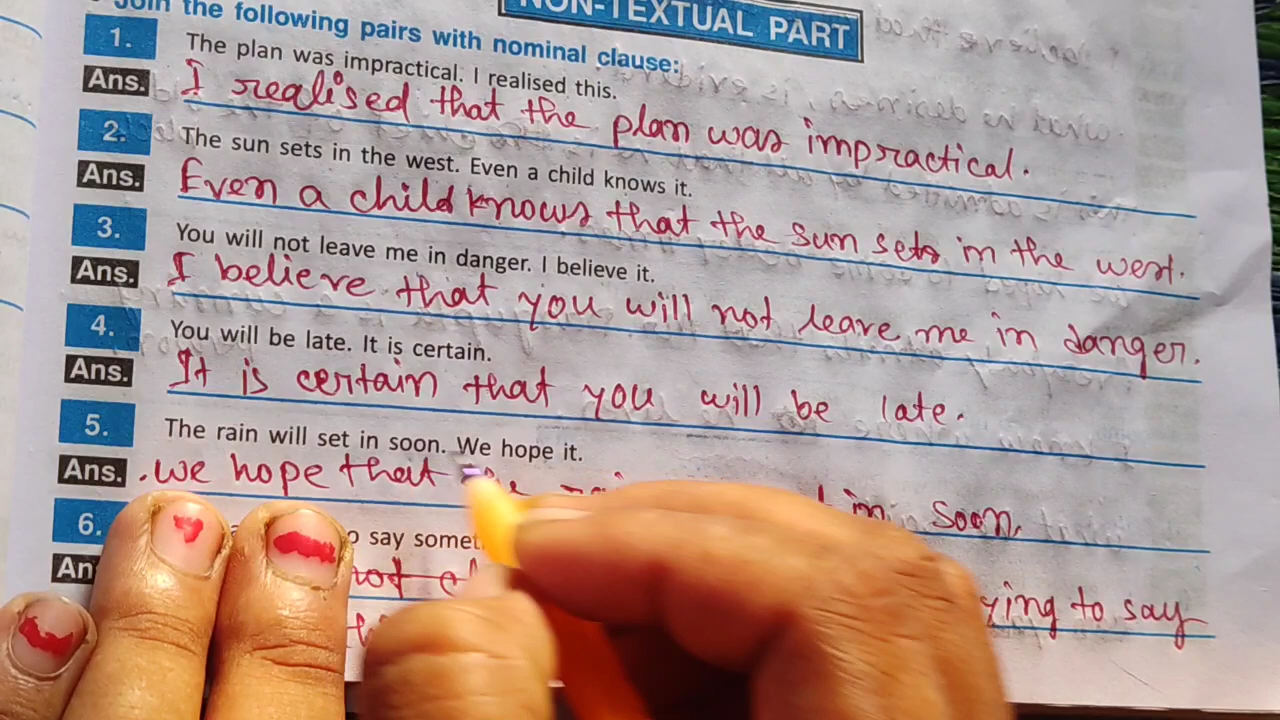 NON-TEXTUAL PART
Join the following pairs with nominal clause:
1. The plan was impractical. I realised this.
Ans. I realised that the plan was impractical.
2. The sun sets in the west. Even a child knows it.
Ans. Even a child knows that the sun sets in the west.
3. You will not leave me in danger. I believe it.
Ans. I believe that you will not leave me in danger.
4. You will be late. It is certain.
Ans. It is certain that you will be late.
5. The rain will set in soon. We hope it.
Ans. We hope that in soon.
6. say
not to say